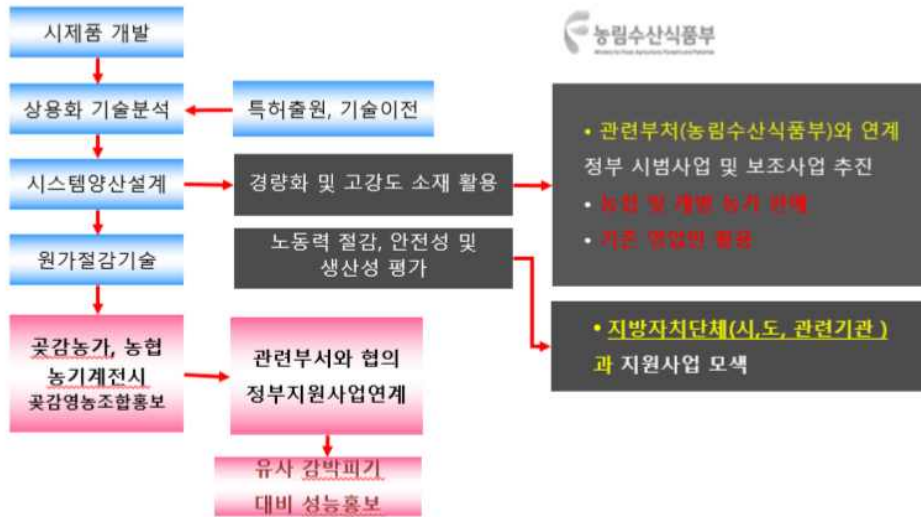 시제품 개발
농림수산식품부
상용화 기술분석
특허출원, 기술이전
• 관련부처(농림수산식품부)와 연계
정부 시범사업 및 보조사업 추진
• 농협 및 개별 농가 판매
• 기존 영업망 활용
시스템양산설계
경량화 및 고강도 소재 활용
노동력 절감, 안전성 및
생산성 평가
원가절감기술
• 지방자치단체(시,도, 관련기관 )
과 지원사업 모색
곶감농가, 농협
농기계전시
곶감영농조합홍보
관련부서와 협의
정부지원사업연계
유사 감박피기
대비 성능홍보